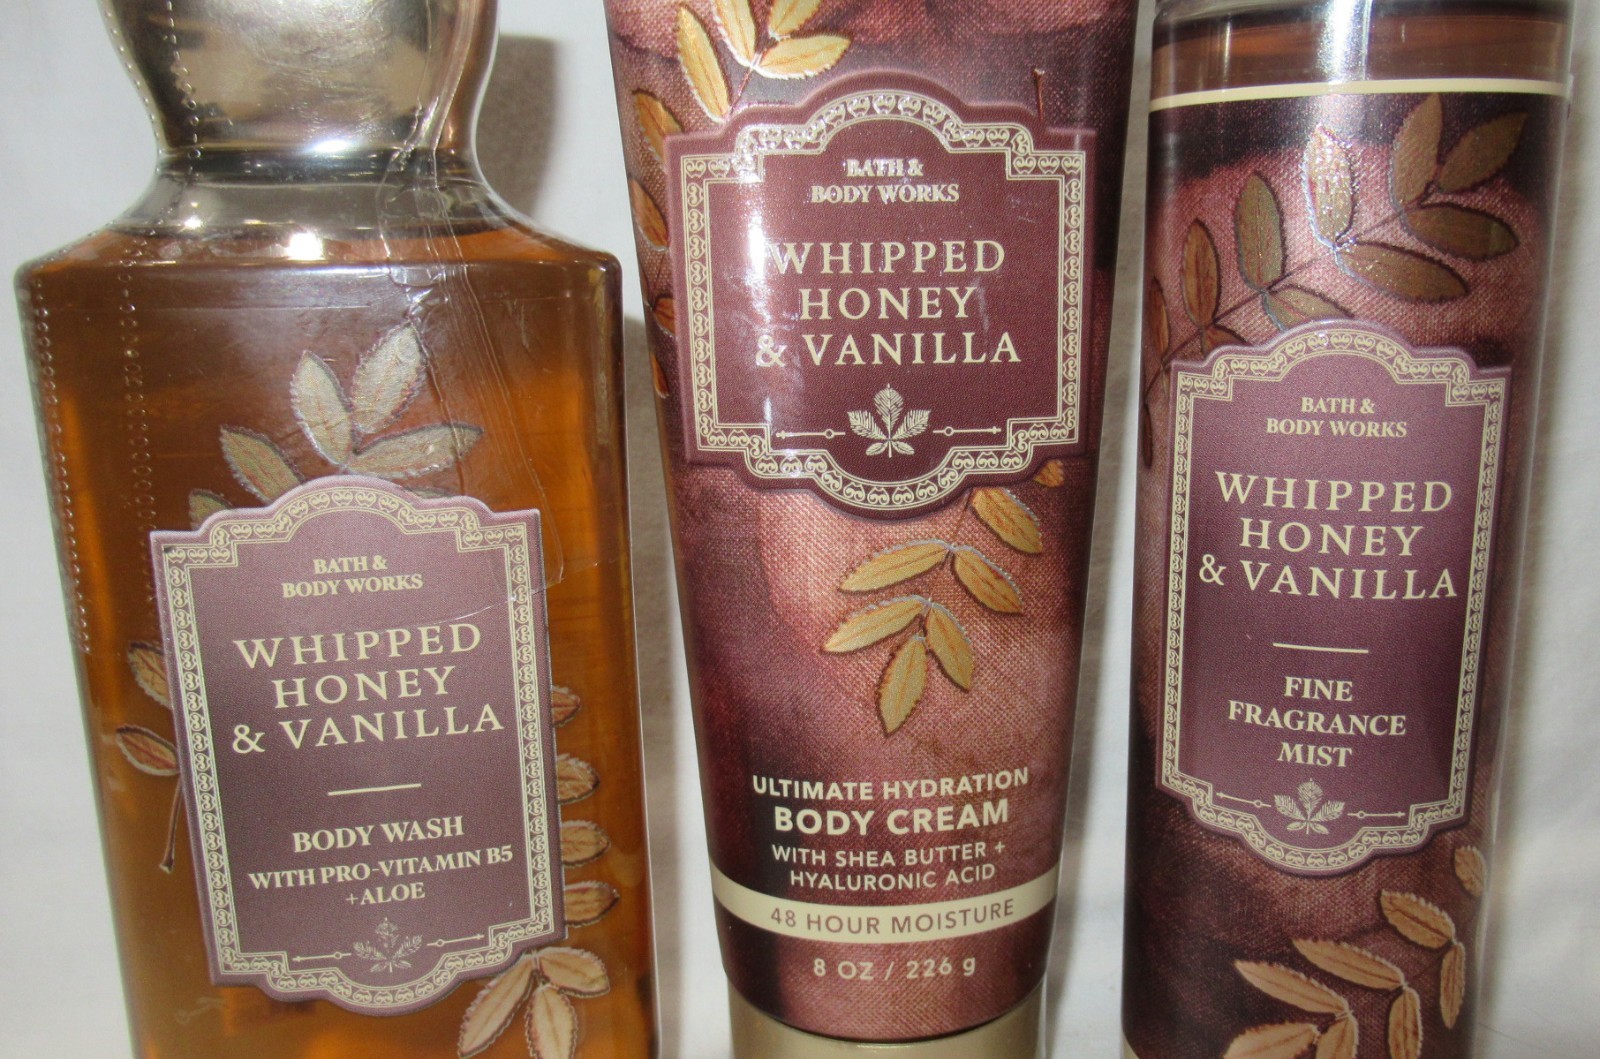 BATH &
BODY WORKS
WHIPPED
HONEY
& VANILLA
BODY WASH
WITH PRO-VITAMIN B5
+ALOE
BATH &
BODY WORKS
WHIPPED
HONEY
& VANILLA
ULTIMATE HYDRATION
BODY CREAM
WITH SHEA BUTTER +
HYALURONIC ACID
48 HOUR MOISTURE
8 OZ / 226 g
BATH &
BODY WORKS
WHIPPED
HONEY
& VANILLA
FINE
FRAGRANCE
MIST